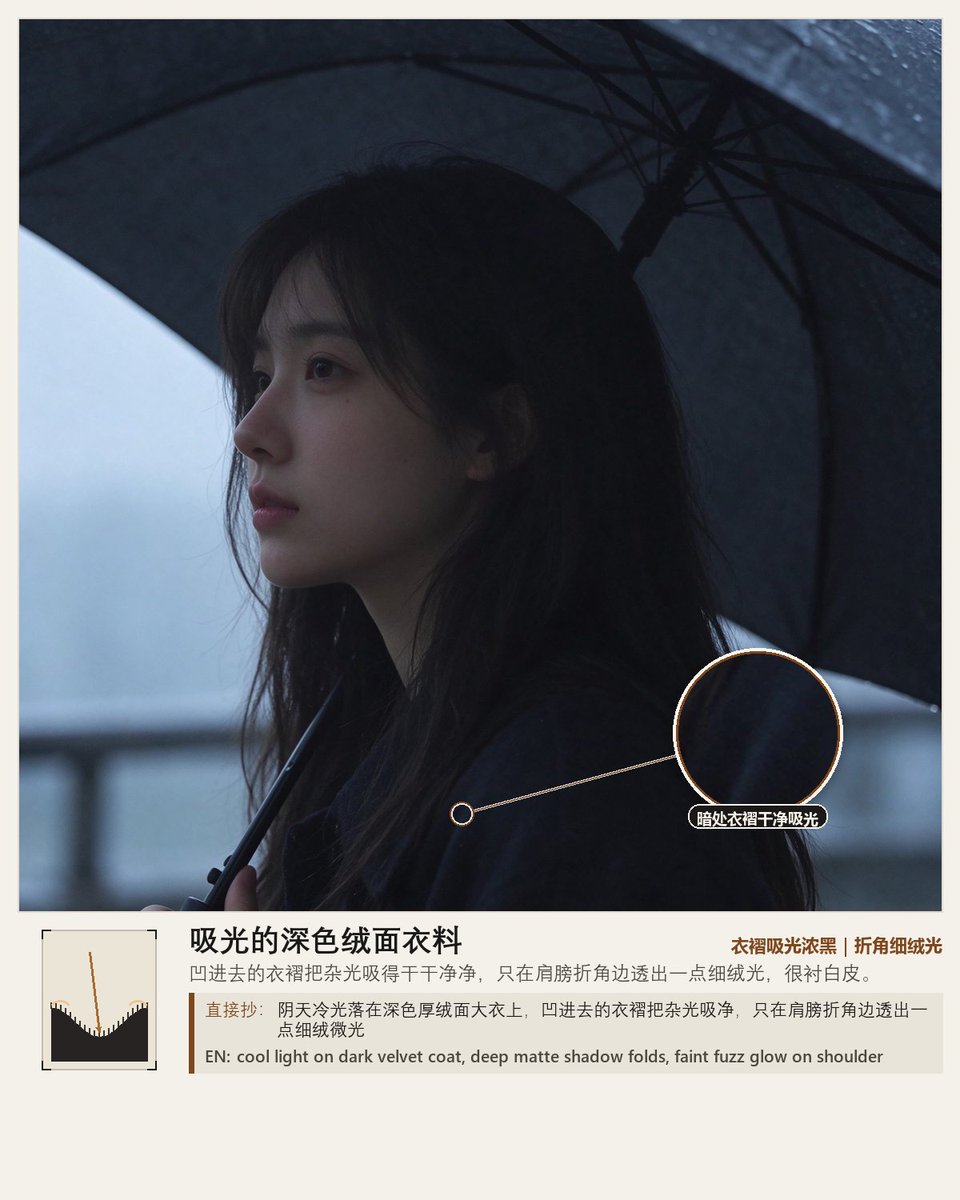 暗处衣褶干净吸光
吸光的深色绒面衣料
衣褶吸光浓黑 | 折角细绒光
凹进去的衣褶把杂光吸得干干净净，只在肩膀折角边透出一点细绒光，很衬白皮。
直接抄： 阴天冷光落在深色厚绒面大衣上，凹进去的衣褶把杂光吸净，只在肩膀折角边透出一
点细绒微光
EN: cool light on dark velvet coat, deep matte shadow folds, faint fuzz glow on shoulder